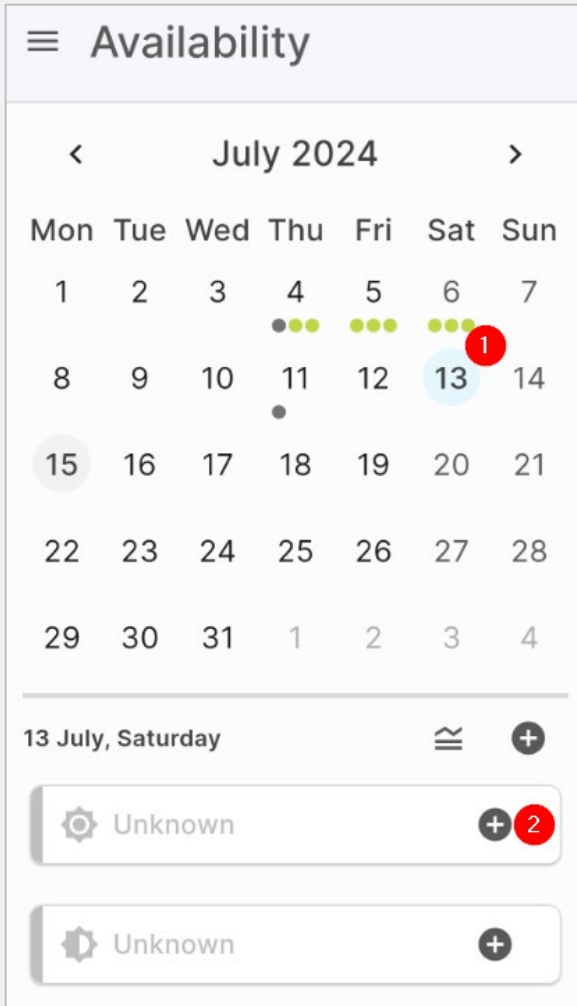 Availability
July 2024
Mon Tue Wed Thu Fri Sat Sun
1 2 3 4 5 6 7
1
8 9 10 11 12 13 14
15 16 17 18 19 20 21
22 23 24 25 26 27 28
29 30 31 1 2 3 4
13 July, Saturday
Unknown 2
Unknown